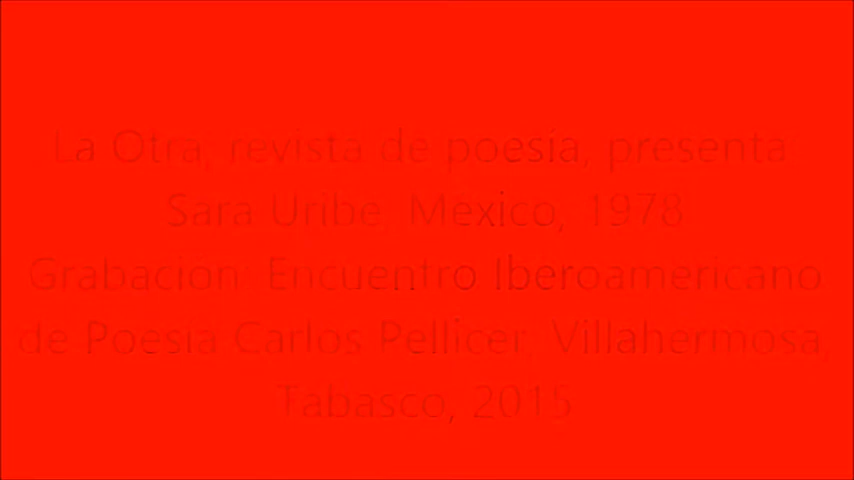 La Otra, revista de poesía, presenta:
Sara Uribe, México, 1978
Grabación: Encuentro Iberoamericano
de Poesía Carlos Pellicer, Villahermosa,
Tabasco, 2015